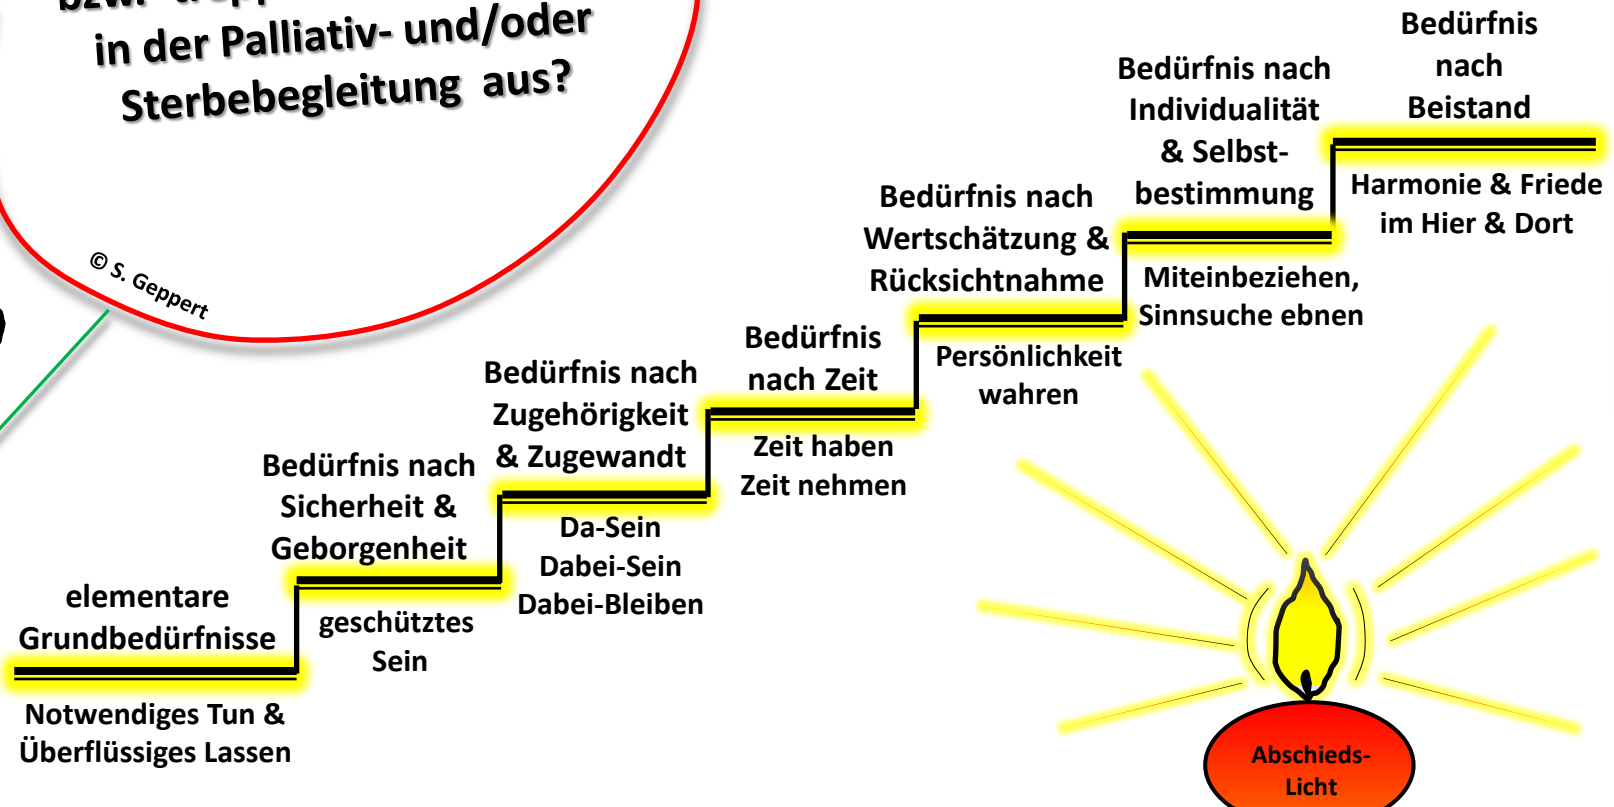 in der Palliativ- und/oder
Sterbebegleitung aus?
© S. Geppert
elementare
Grundbedürfnisse
Notwendiges Tun &
Überflüssiges Lassen
Bedürfnis nach
Sicherheit &
Geborgenheit
geschütztes
Sein
Bedürfnis nach
Zugehörigkeit
& Zugewandt
Da-Sein
Dabei-Sein
Dabei-Bleiben
Bedürfnis
nach Zeit
Zeit haben
Zeit nehmen
Bedürfnis nach
Wertschätzung &
Rücksichtnahme
Persönlichkeit
wahren
Bedürfnis nach
Individualität
& Selbst-
bestimmung
Miteinbeziehen,
Sinnsuche ebnen
Bedürfnis
nach
Beistand
Harmonie & Friede
im Hier & Dort
Abschieds-
Licht